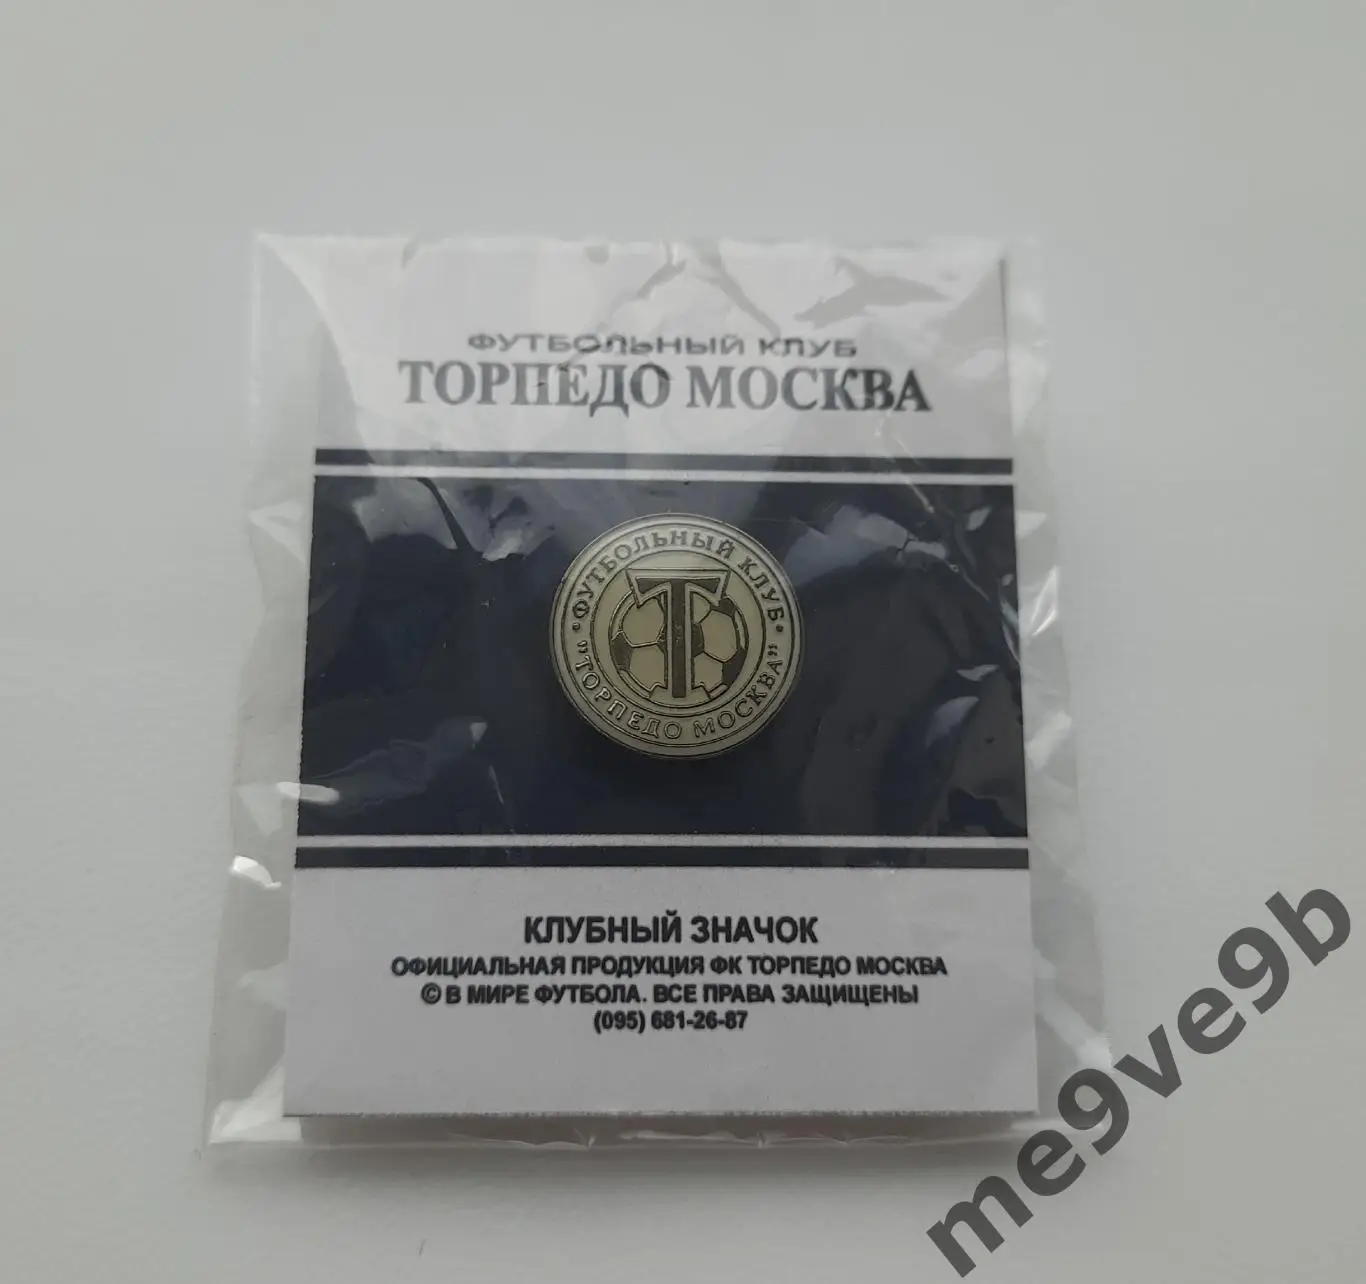 ФУТБОЛЬНЫЙ КЛУБ
ТОРПЕДО МОСКВА
• ФУТБОЛЬНЫЙ КЛУБ •
Т
"ТОРПЕДО МОСКВА"
КЛУБНЫЙ ЗНАЧОК
ОФИЦИАЛЬНАЯ ПРОДУКЦИЯ ФК ТОРПЕДО МОСКВА
© В МИРЕ ФУТБОЛА. ВСЕ ПРАВА ЗАЩИЩЕНЫ
(095) 681-26-87
me9ve9b